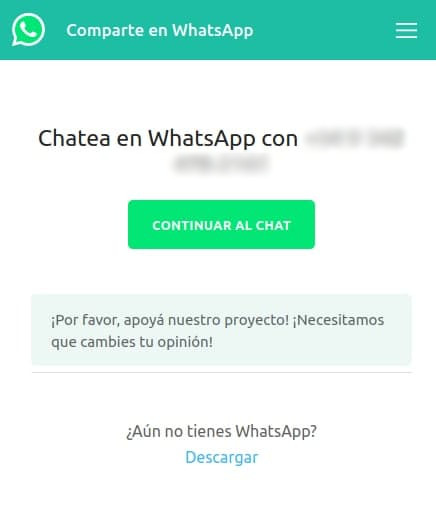 Comparte en WhatsApp
Chatea en WhatsApp con
CONTINUAR AL CHAT
¡Por favor, apoyá nuestro proyecto! ¡Necesitamos
que cambies tu opinión!
¿Aún no tienes WhatsApp?
Descargar